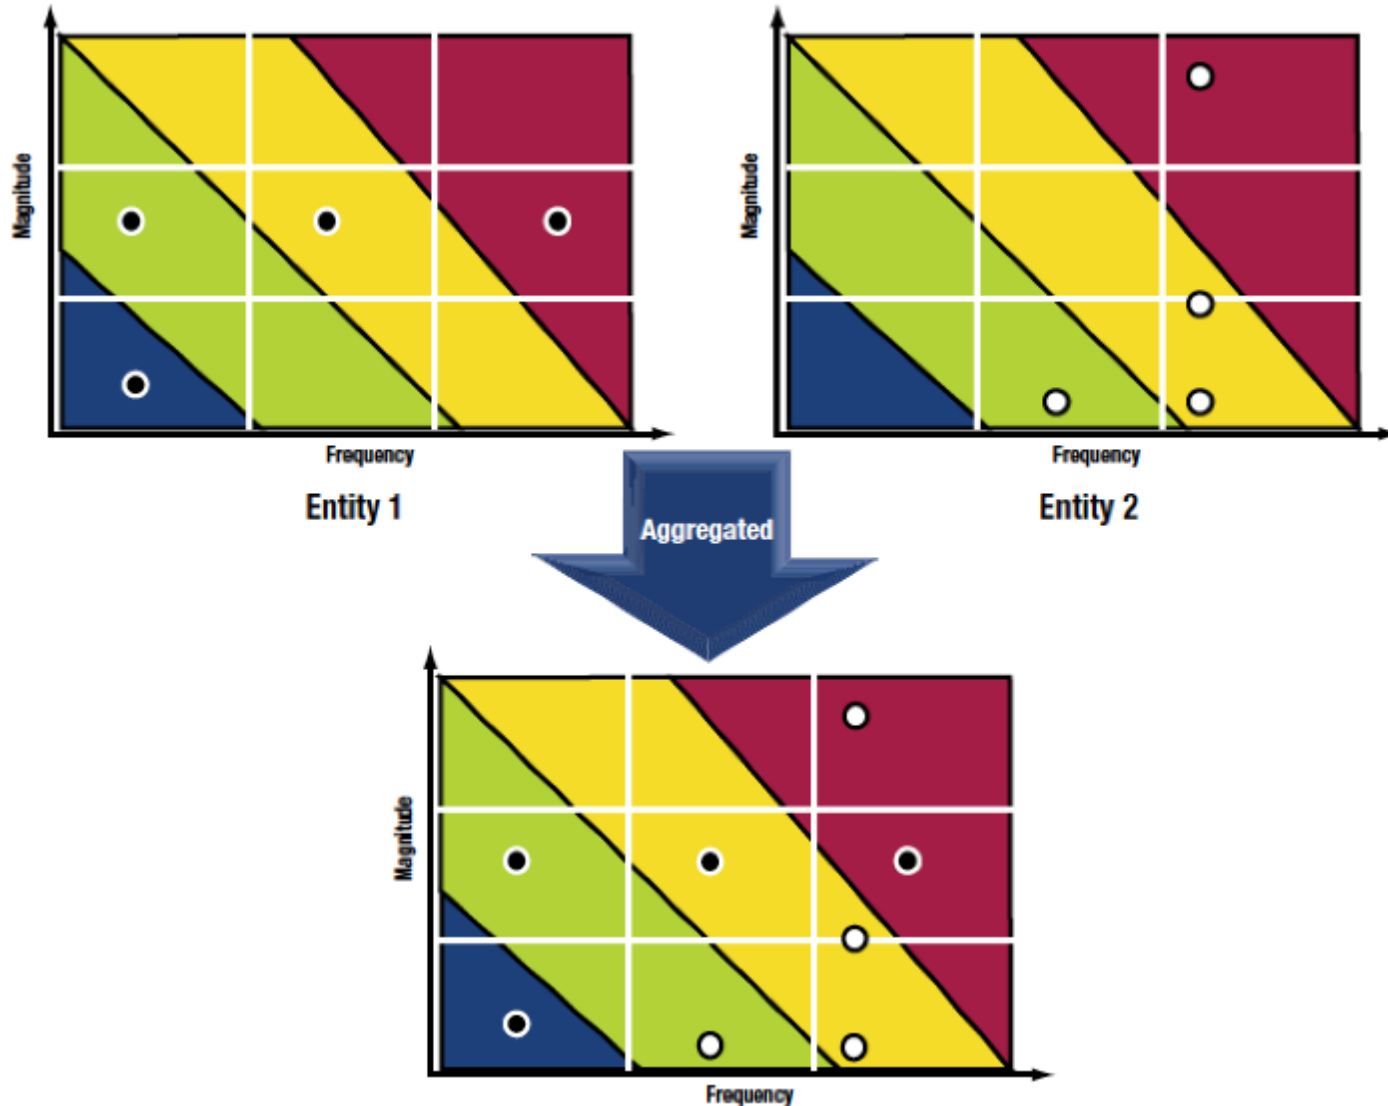 Magnitude
Frequency
Entity 1
Magnitude
Frequency
Entity 2
Aggregated
Magnitude
Frequency